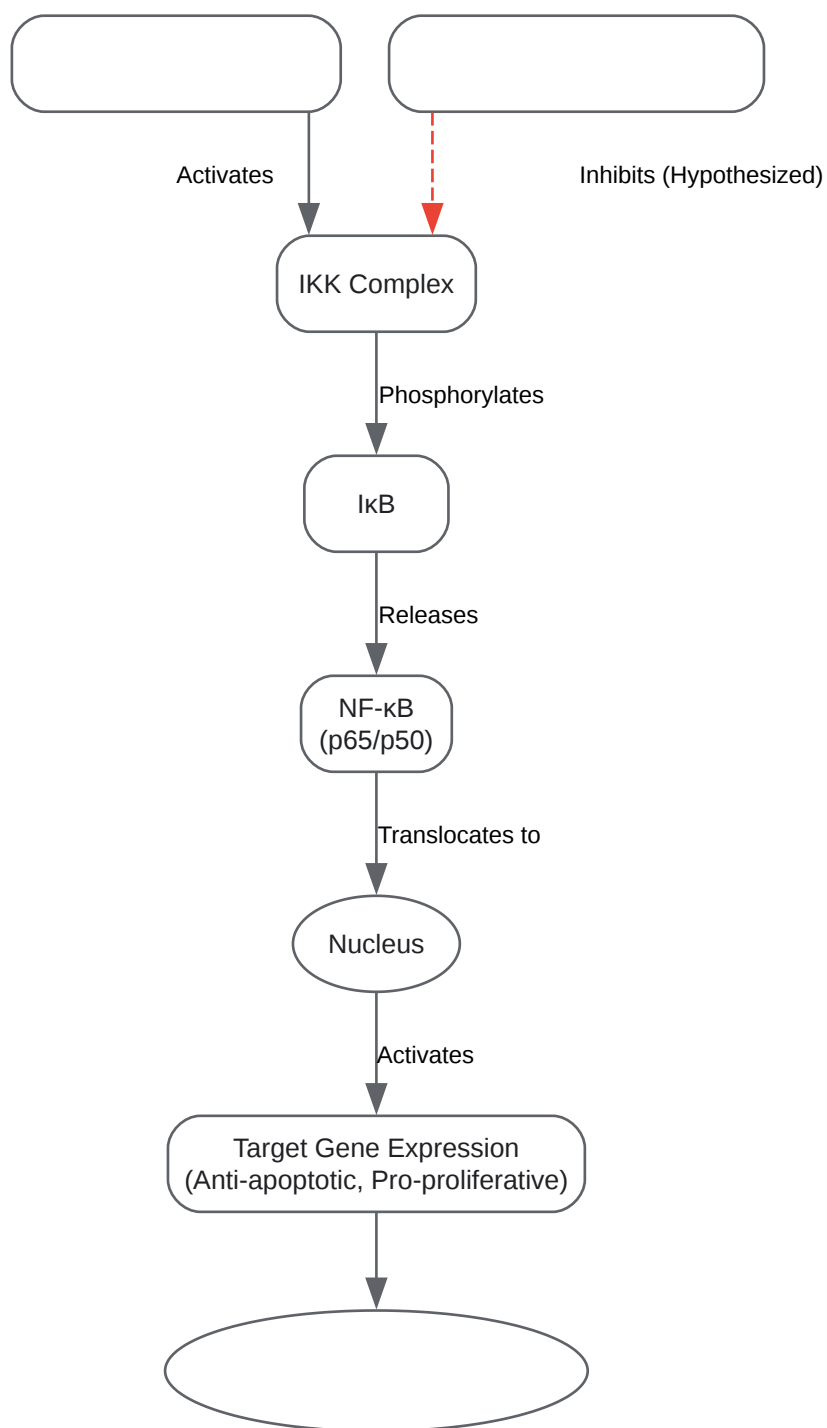 Activates
Inhibits (Hypothesized)
IKK Complex
Phosphorylates
IκB
Releases
NF-κB
(p65/p50)
Translocates to
Nucleus
Activates
Target Gene Expression
(Anti-apoptotic, Pro-proliferative)